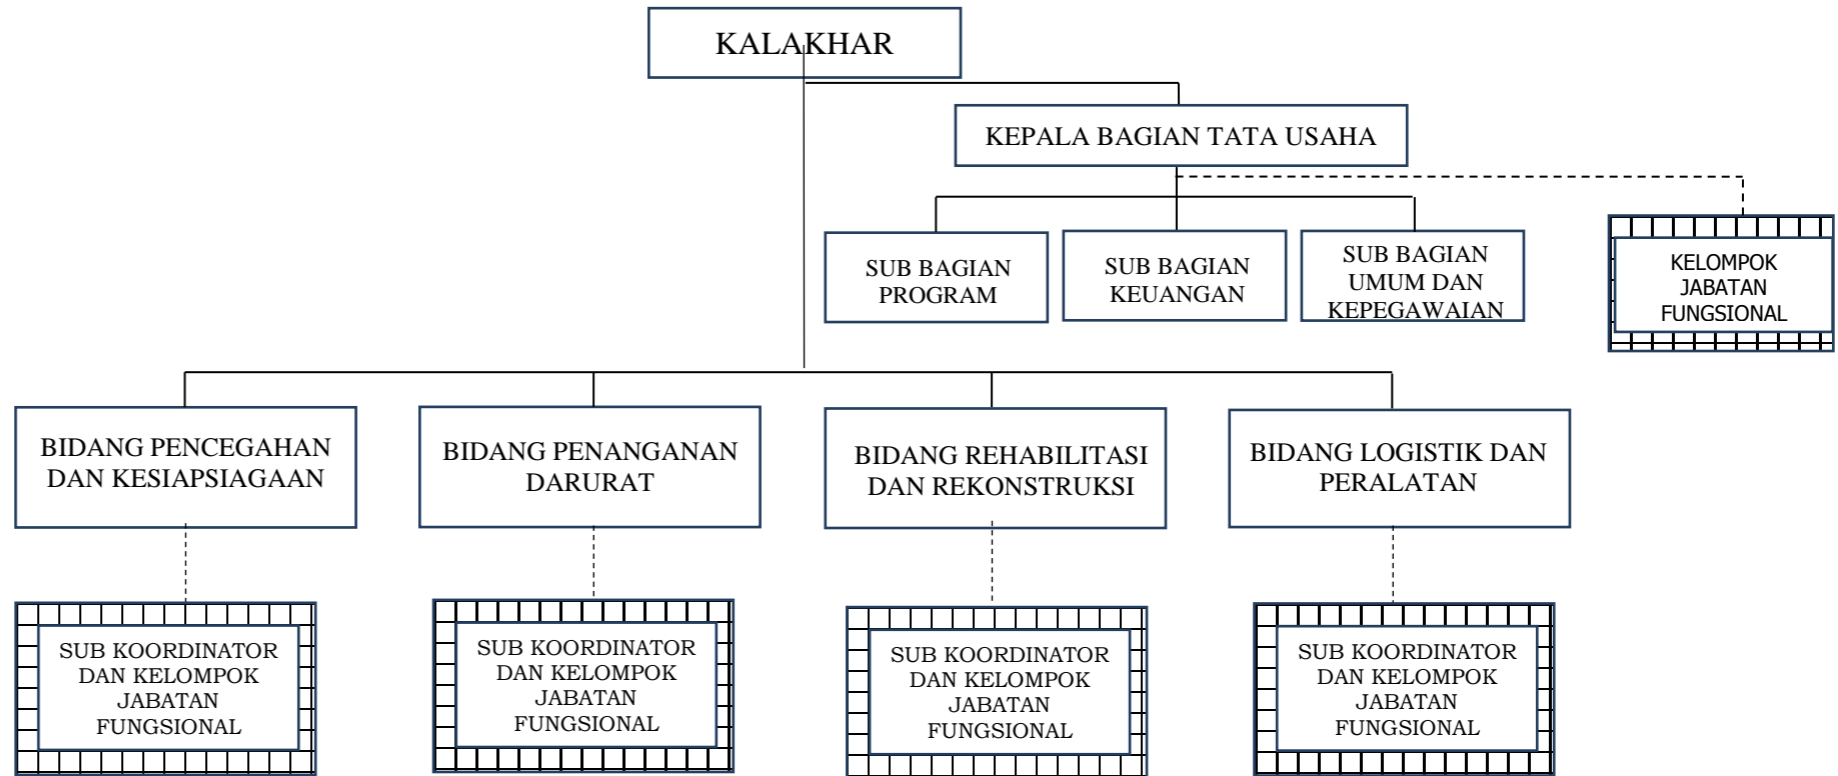 KALAKHAR
KEPALA BAGIAN TATA USAHA
SUB BAGIAN
PROGRAM
SUB BAGIAN
KEUANGAN
SUB BAGIAN
UMUM DAN
KEPEGAWAIAN
KELOMPOK
JABATAN
FUNGSIONAL
BIDANG PENCEGAHAN
DAN KESIAPSIAGAAN
BIDANG PENANGANAN
DARURAT
BIDANG REHABILITASI
DAN REKONSTRUKSI
BIDANG LOGISTIK DAN
PERALATAN
SUB KOORDINATOR
DAN KELOMPOK
JABATAN
FUNGSIONAL
SUB KOORDINATOR
DAN KELOMPOK
JABATAN
FUNGSIONAL
SUB KOORDINATOR
DAN KELOMPOK
JABATAN
FUNGSIONAL
SUB KOORDINATOR
DAN KELOMPOK
JABATAN
FUNGSIONAL